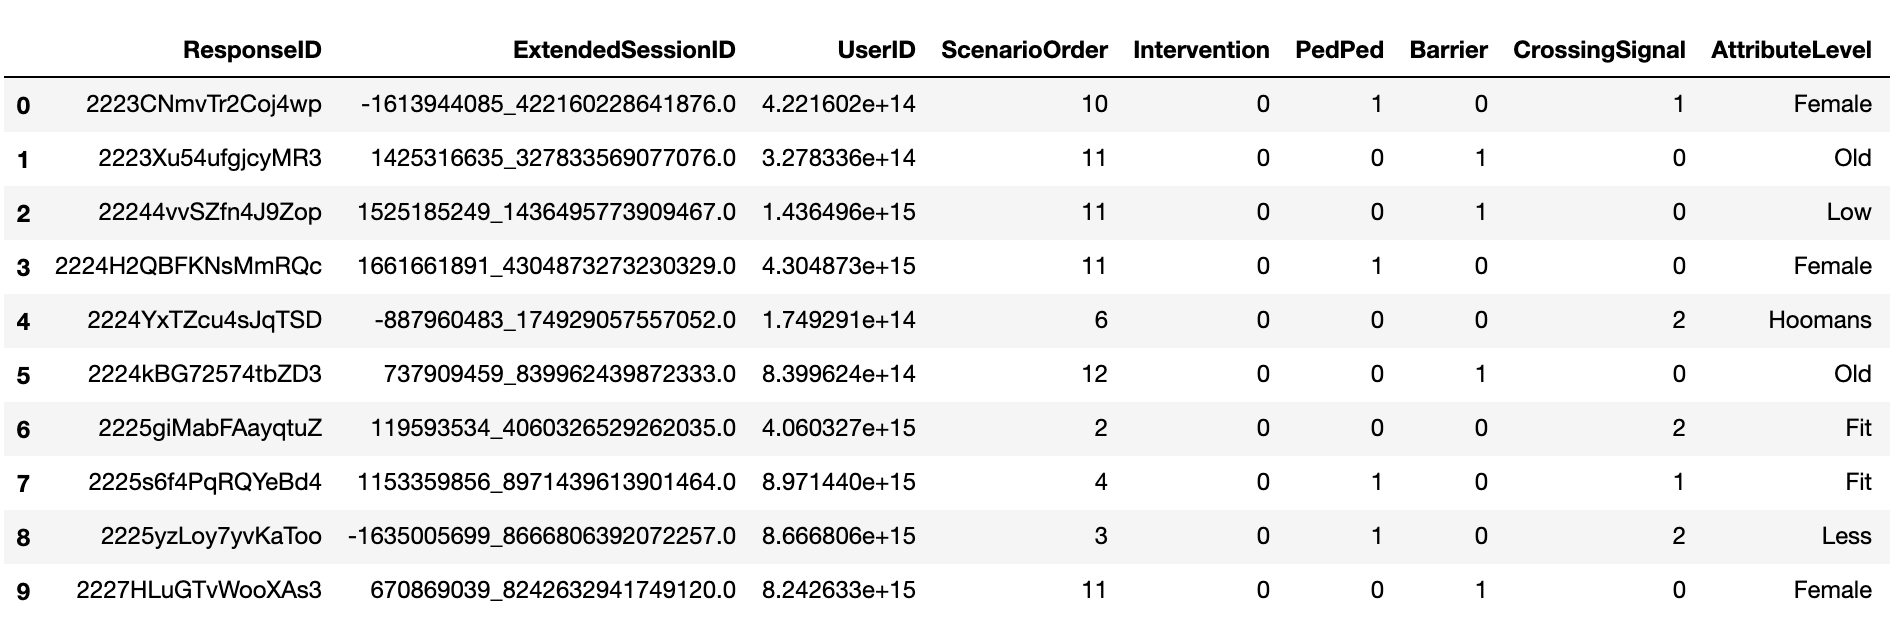 ResponseID ExtendedSessionID UserID ScenarioOrder Intervention PedPed Barrier CrossingSignal AttributeLevel
0 2223CNmvTr2Coj4wp -1613944085_422160228641876.0 4.221602e+14 10 0 1 0 1 Female
1 2223Xu54ufgjcyMR3 1425316635_327833569077076.0 3.278336e+14 11 0 0 1 0 Old
2 22244vvSZfn4J9Zop 1525185249_1436495773909467.0 1.436496e+15 11 0 0 1 0 Low
3 2224H2QBFKNsMmRQc 1661661891_4304873273230329.0 4.304873e+15 11 0 1 0 0 Female
4 2224YxTZcu4sJqTSD -887960483_174929057557052.0 1.749291e+14 6 0 0 0 2 Hoomans
5 2224kBG72574tbZD3 737909459_839962439872333.0 8.399624e+14 12 0 0 1 0 Old
6 2225giMabFAayqtuZ 119593534_4060326529262035.0 4.060327e+15 2 0 0 0 2 Fit
7 2225s6f4PqRQYeBd4 1153359856_8971439613901464.0 8.971440e+15 4 0 1 0 1 Fit
8 2225yzLoy7yvKaToo -1635005699_8666806392072257.0 8.666806e+15 3 0 1 0 2 Less
9 2227HLuGTvWooXAs3 670869039_8242632941749120.0 8.242633e+15 11 0 0 1 0 Female